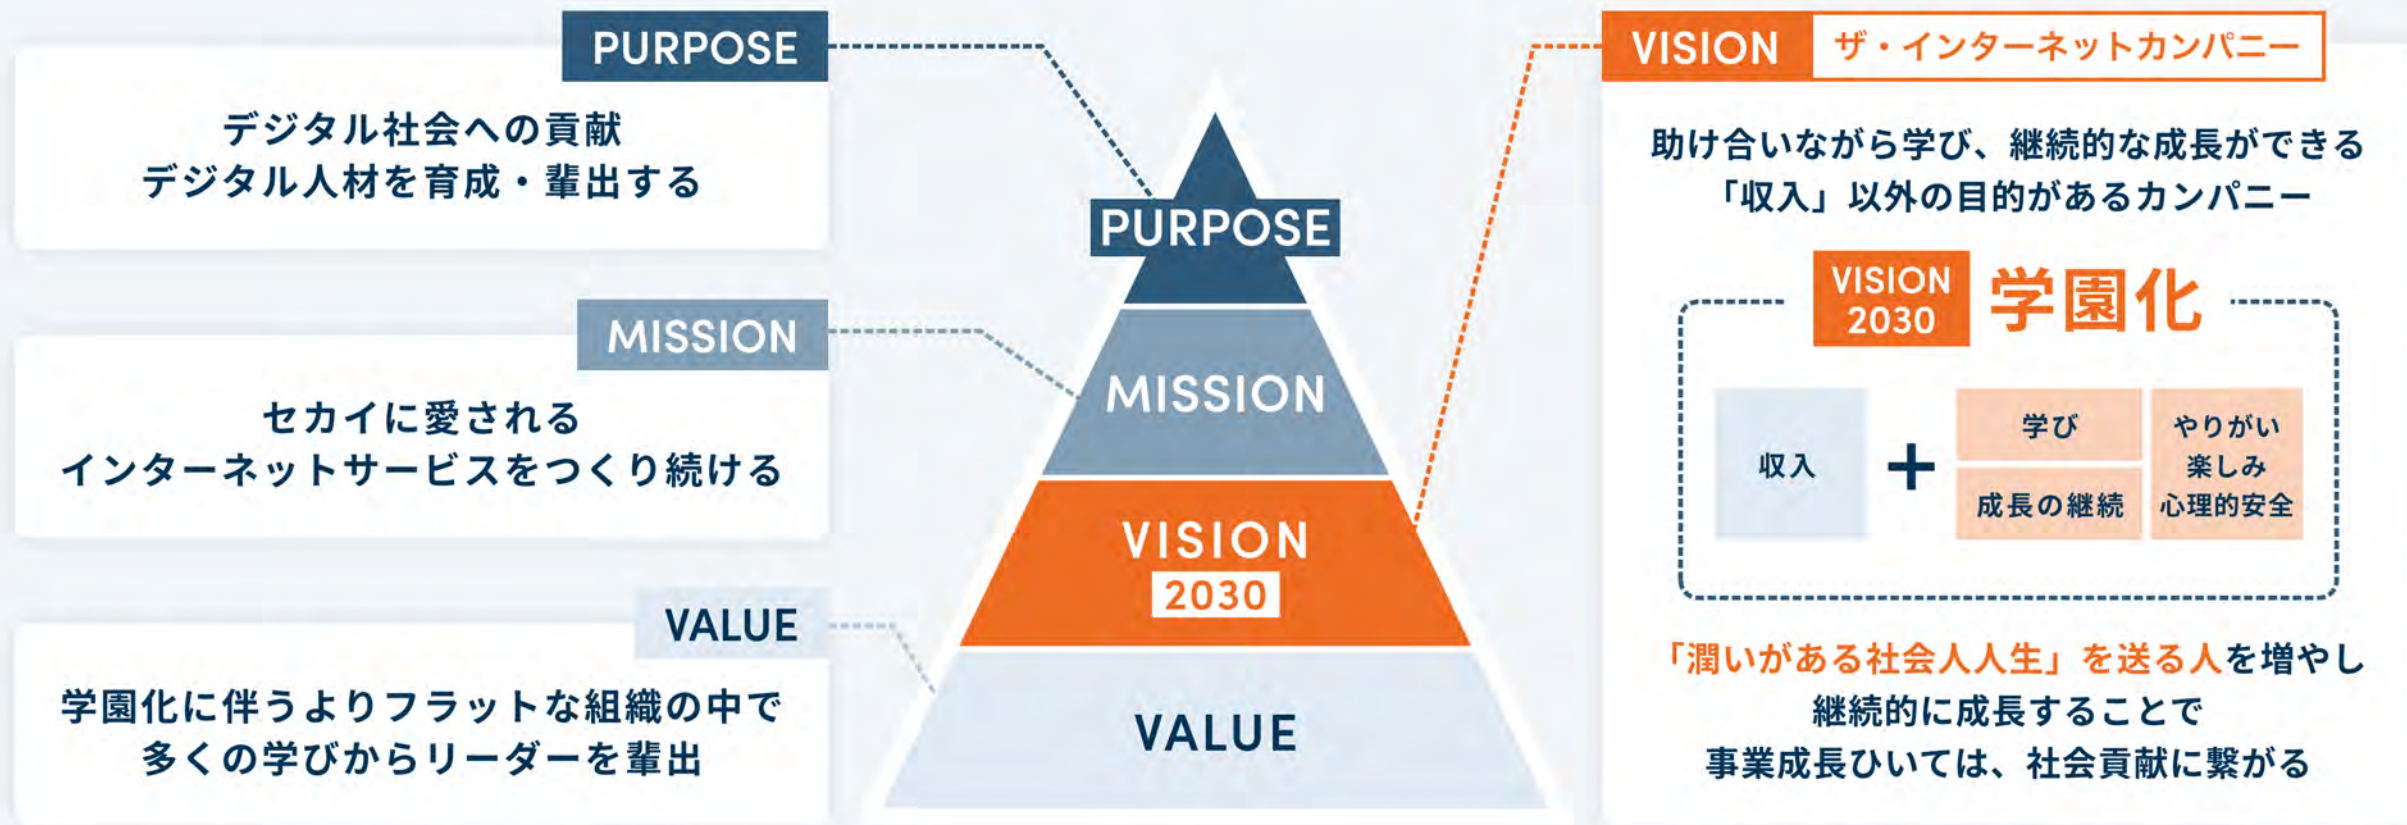 PURPOSE
デジタル社会への貢献
デジタル人材を育成・輩出する
MISSION
セカイに愛される
インターネットサービスをつくり続ける
VALUE
学園化に伴うよりフラットな組織の中で
多くの学びからリーダーを輩出
PURPOSE
MISSION
VISION
2030
VALUE
VISION ザ・インターネットカンパニー
助け合いながら学び、継続的な成長ができる
「収入」以外の目的があるカンパニー
VISION
2030
学園化
収入
+
学び
成長の継続
やりがい
楽しみ
心理的安全
「潤いがある社会人人生」を送る人を増やし
継続的に成長することで
事業成長ひいては、社会貢献に繋がる